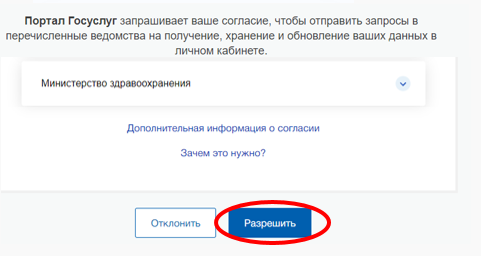 Портал Госуслуг запрашивает ваше согласие, чтобы отправить запросы в
перечисленные ведомства на получение, хранение и обновление ваших данных в
личном кабинете.
Министерство здравоохранения
Дополнительная информация о согласии
Зачем это нужно?
Отклонить
Разрешить